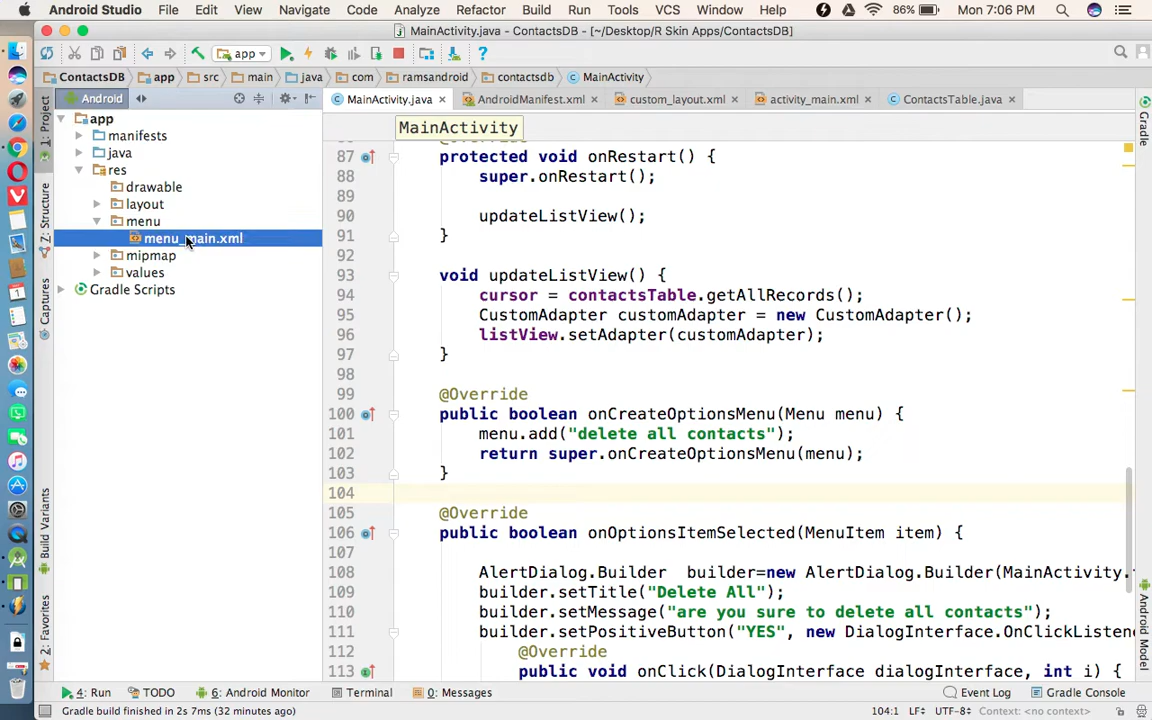 Android Studio File Edit View Navigate Code Analyze Refactor Build Run Tools VCS Window Help 86% Mon 7:06 PM
MainActivity.java - ContactsDB - [~/Desktop/R Skin Apps/ContactsDB]
app
ContactsDB app src main java com ramsandroid contactsdb MainActivity
Android MainActivity.java AndroidManifest.xml custom_layout.xml activity_main.xml ContactsTable.java
MainActivity
1: Project
Z: Structure
Captures
Build Variants
2: Favorites
app
manifests
java
res
drawable
layout
menu
menu_main.xml
mipmap
values
Gradle Scripts
87 protected void onRestart() {
88 super.onRestart();
89
90 updateListView();
91 }
92
93 void updateListView() {
94 cursor = contactsTable.getAllRecords();
95 CustomAdapter customAdapter = new CustomAdapter();
96 listView.setAdapter(customAdapter);
97 }
98
99 @Override
100 public boolean onCreateOptionsMenu(Menu menu) {
101 menu.add("delete all contacts");
102 return super.onCreateOptionsMenu(menu);
103 }
104
105 @Override
106 public boolean onOptionsItemSelected(MenuItem item) {
107
108 AlertDialog.Builder builder=new AlertDialog.Builder(MainActivity.
109 builder.setTitle("Delete All");
110 builder.setMessage("are you sure to delete all contacts");
111 builder.setPositiveButton("YES", new DialogInterface.OnClickListene
112 @Override
113 public void onClick(DialogInterface dialogInterface, int i) {
Gradle
Android Model
4: Run TODO 6: Android Monitor Terminal 0: Messages Event Log Gradle Console
Gradle build finished in 2s 7ms (32 minutes ago) 104:1 LF UTF-8 Context: <no context>